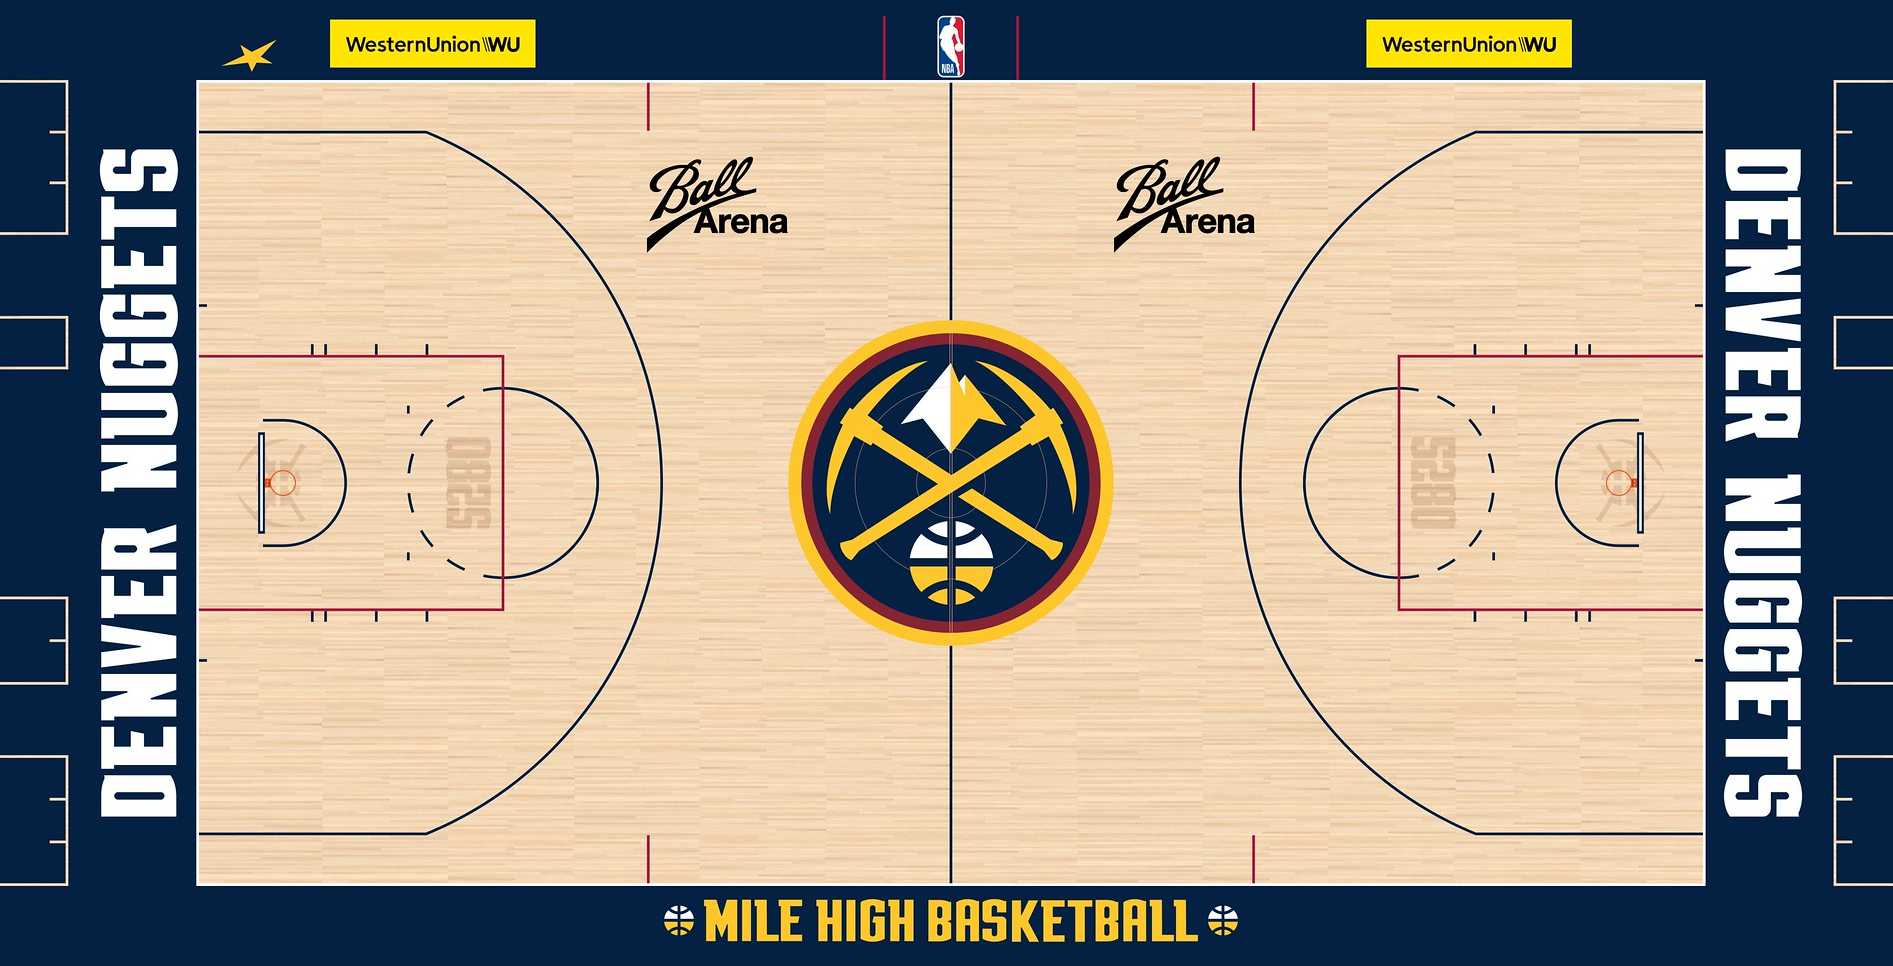 WesternUnion WU
NBA
WesternUnion WU
Ball
Arena
Ball
Arena
DENVER NUGGETS
5280
5280
DENVER NUGGETS
MILE HIGH BASKETBALL